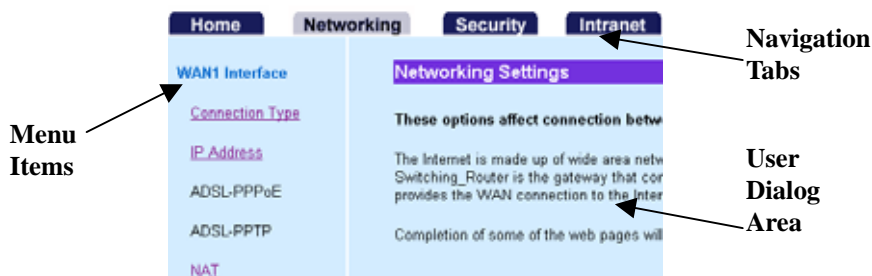 Home Networking Security Intranet
Navigation
Tabs
WAN1 Interface
Networking Settings
Menu
Items
Connection Type
These options affect connection betw
IP Address
The Internet is made up of wide area netw
Switching_Router is the gateway that cor
provides the WAN connection to the Inter
User
Dialog
Area
ADSL-PPPoE
ADSL-PPTP
Completion of some of the web pages will
NAT